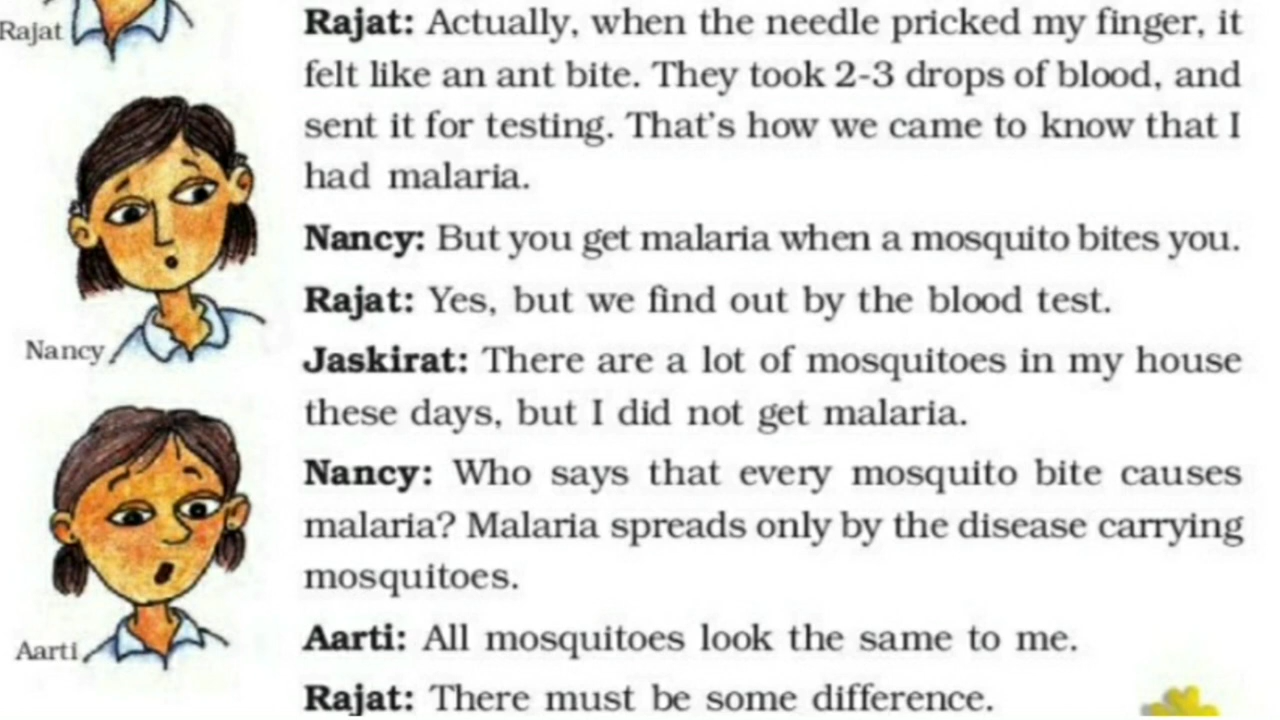 Rajat
Rajat: Actually, when the needle pricked my finger, it
felt like an ant bite. They took 2-3 drops of blood, and
sent it for testing. That's how we came to know that I
had malaria.
Nancy: But you get malaria when a mosquito bites you.
Rajat: Yes, but we find out by the blood test.
Nancy
Jaskirat: There are a lot of mosquitoes in my house
these days, but I did not get malaria.
Nancy: Who says that every mosquito bite causes
malaria? Malaria spreads only by the disease carrying
mosquitoes.
Aarti
Aarti: All mosquitoes look the same to me.
Rajat: There must be some difference.